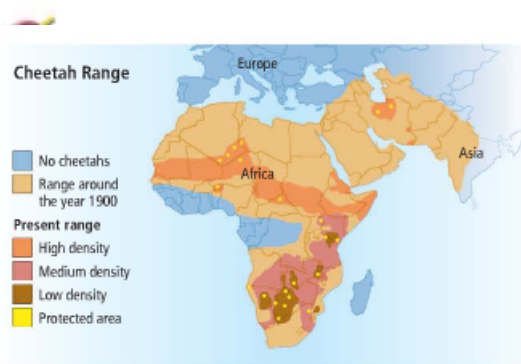 Cheetah Range
Europe
Asia
Africa
No cheetahs
Range around
the year 1900
Present range
High density
Medium density
Low density
Protected area